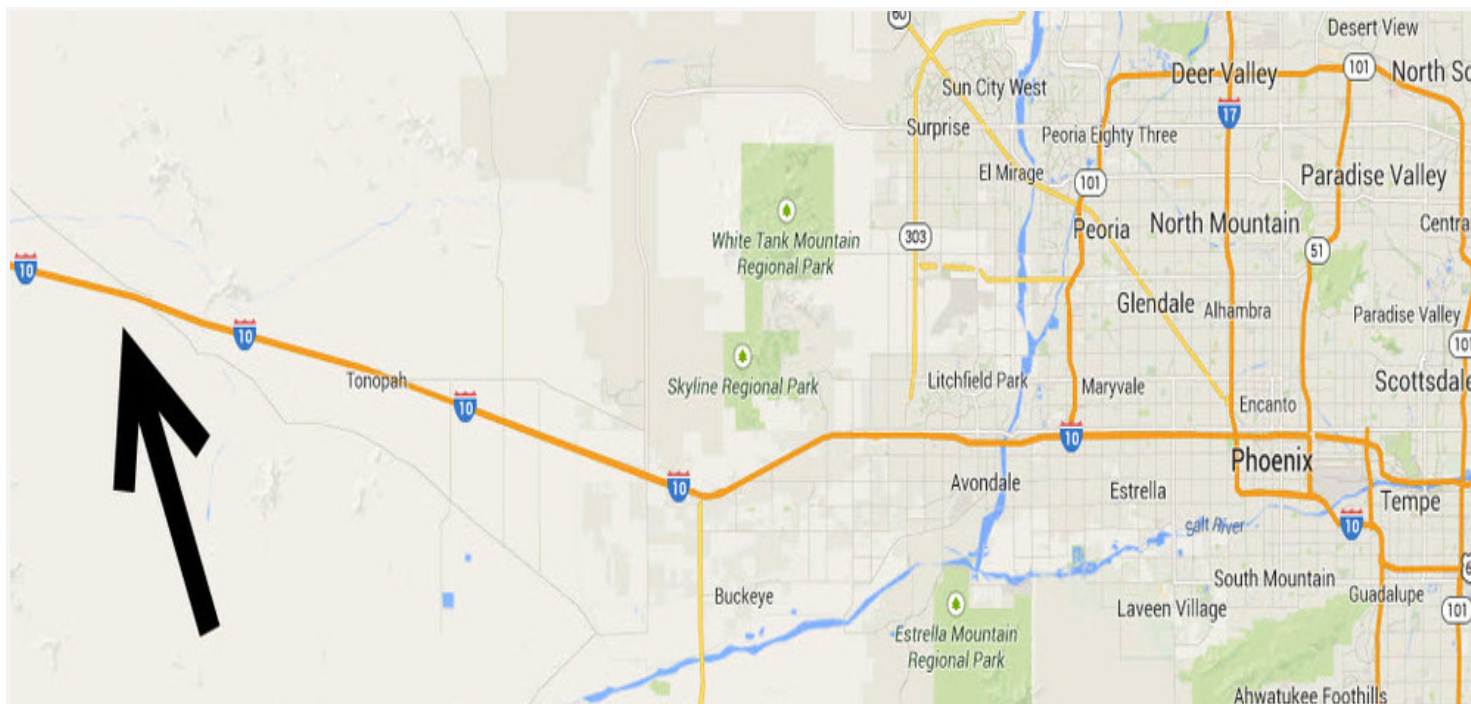 60
Desert View
101
Deer Valley
North Sc
Sun City West
17
Surprise
Peoria Eighty Three
El Mirage
101
Paradise Valley
White Tank Mountain
Regional Park
303
Peoria
North Mountain
51
Centra
10
Glendale
Alhambra
Paradise Valley
10
101
Tonopah
Skyline Regional Park
Litchfield Park
Maryvale
Scottsdale
10
Encanto
10
Phoenix
10
Avondale
Estrella
Tempe
Salt River
10
Buckeye
South Mountain
6
Guadalupe
Laveen Village
101
Estrella Mountain
Regional Park
Ahwatukee Foothills